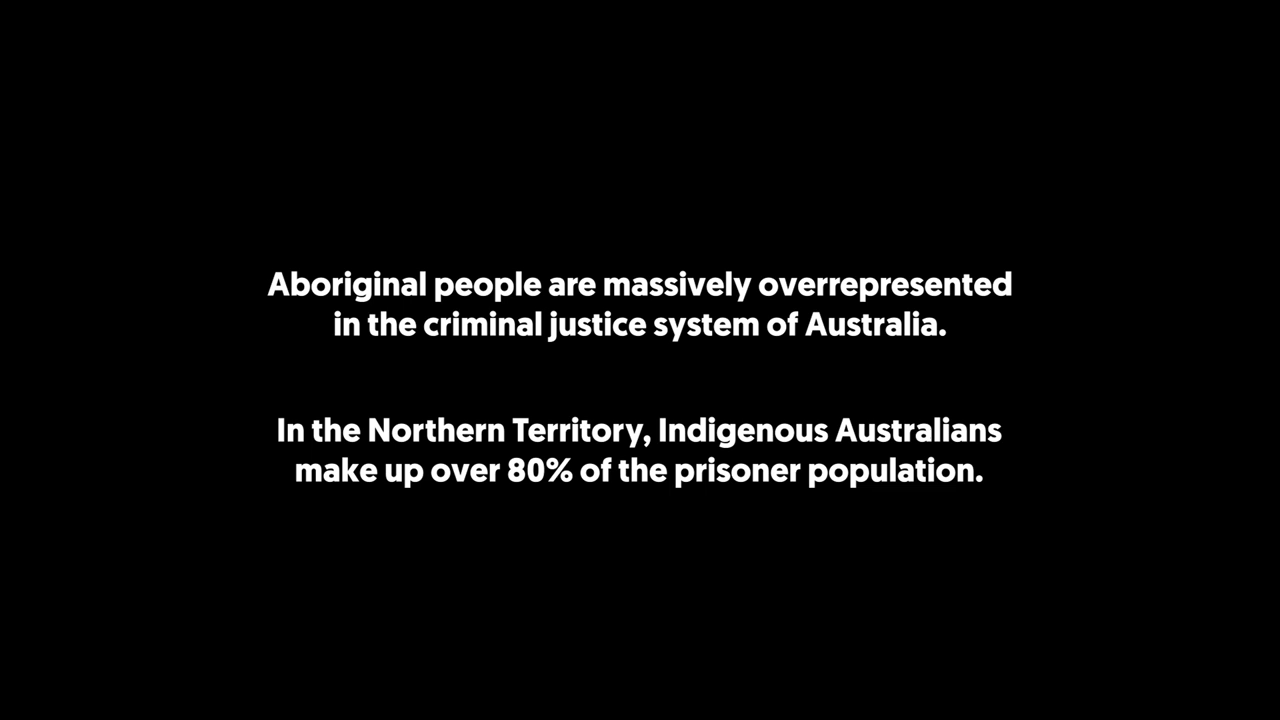 Aboriginal people are massively overrepresented
in the criminal justice system of Australia.
In the Northern Territory, Indigenous Australians
make up over 80% of the prisoner population.